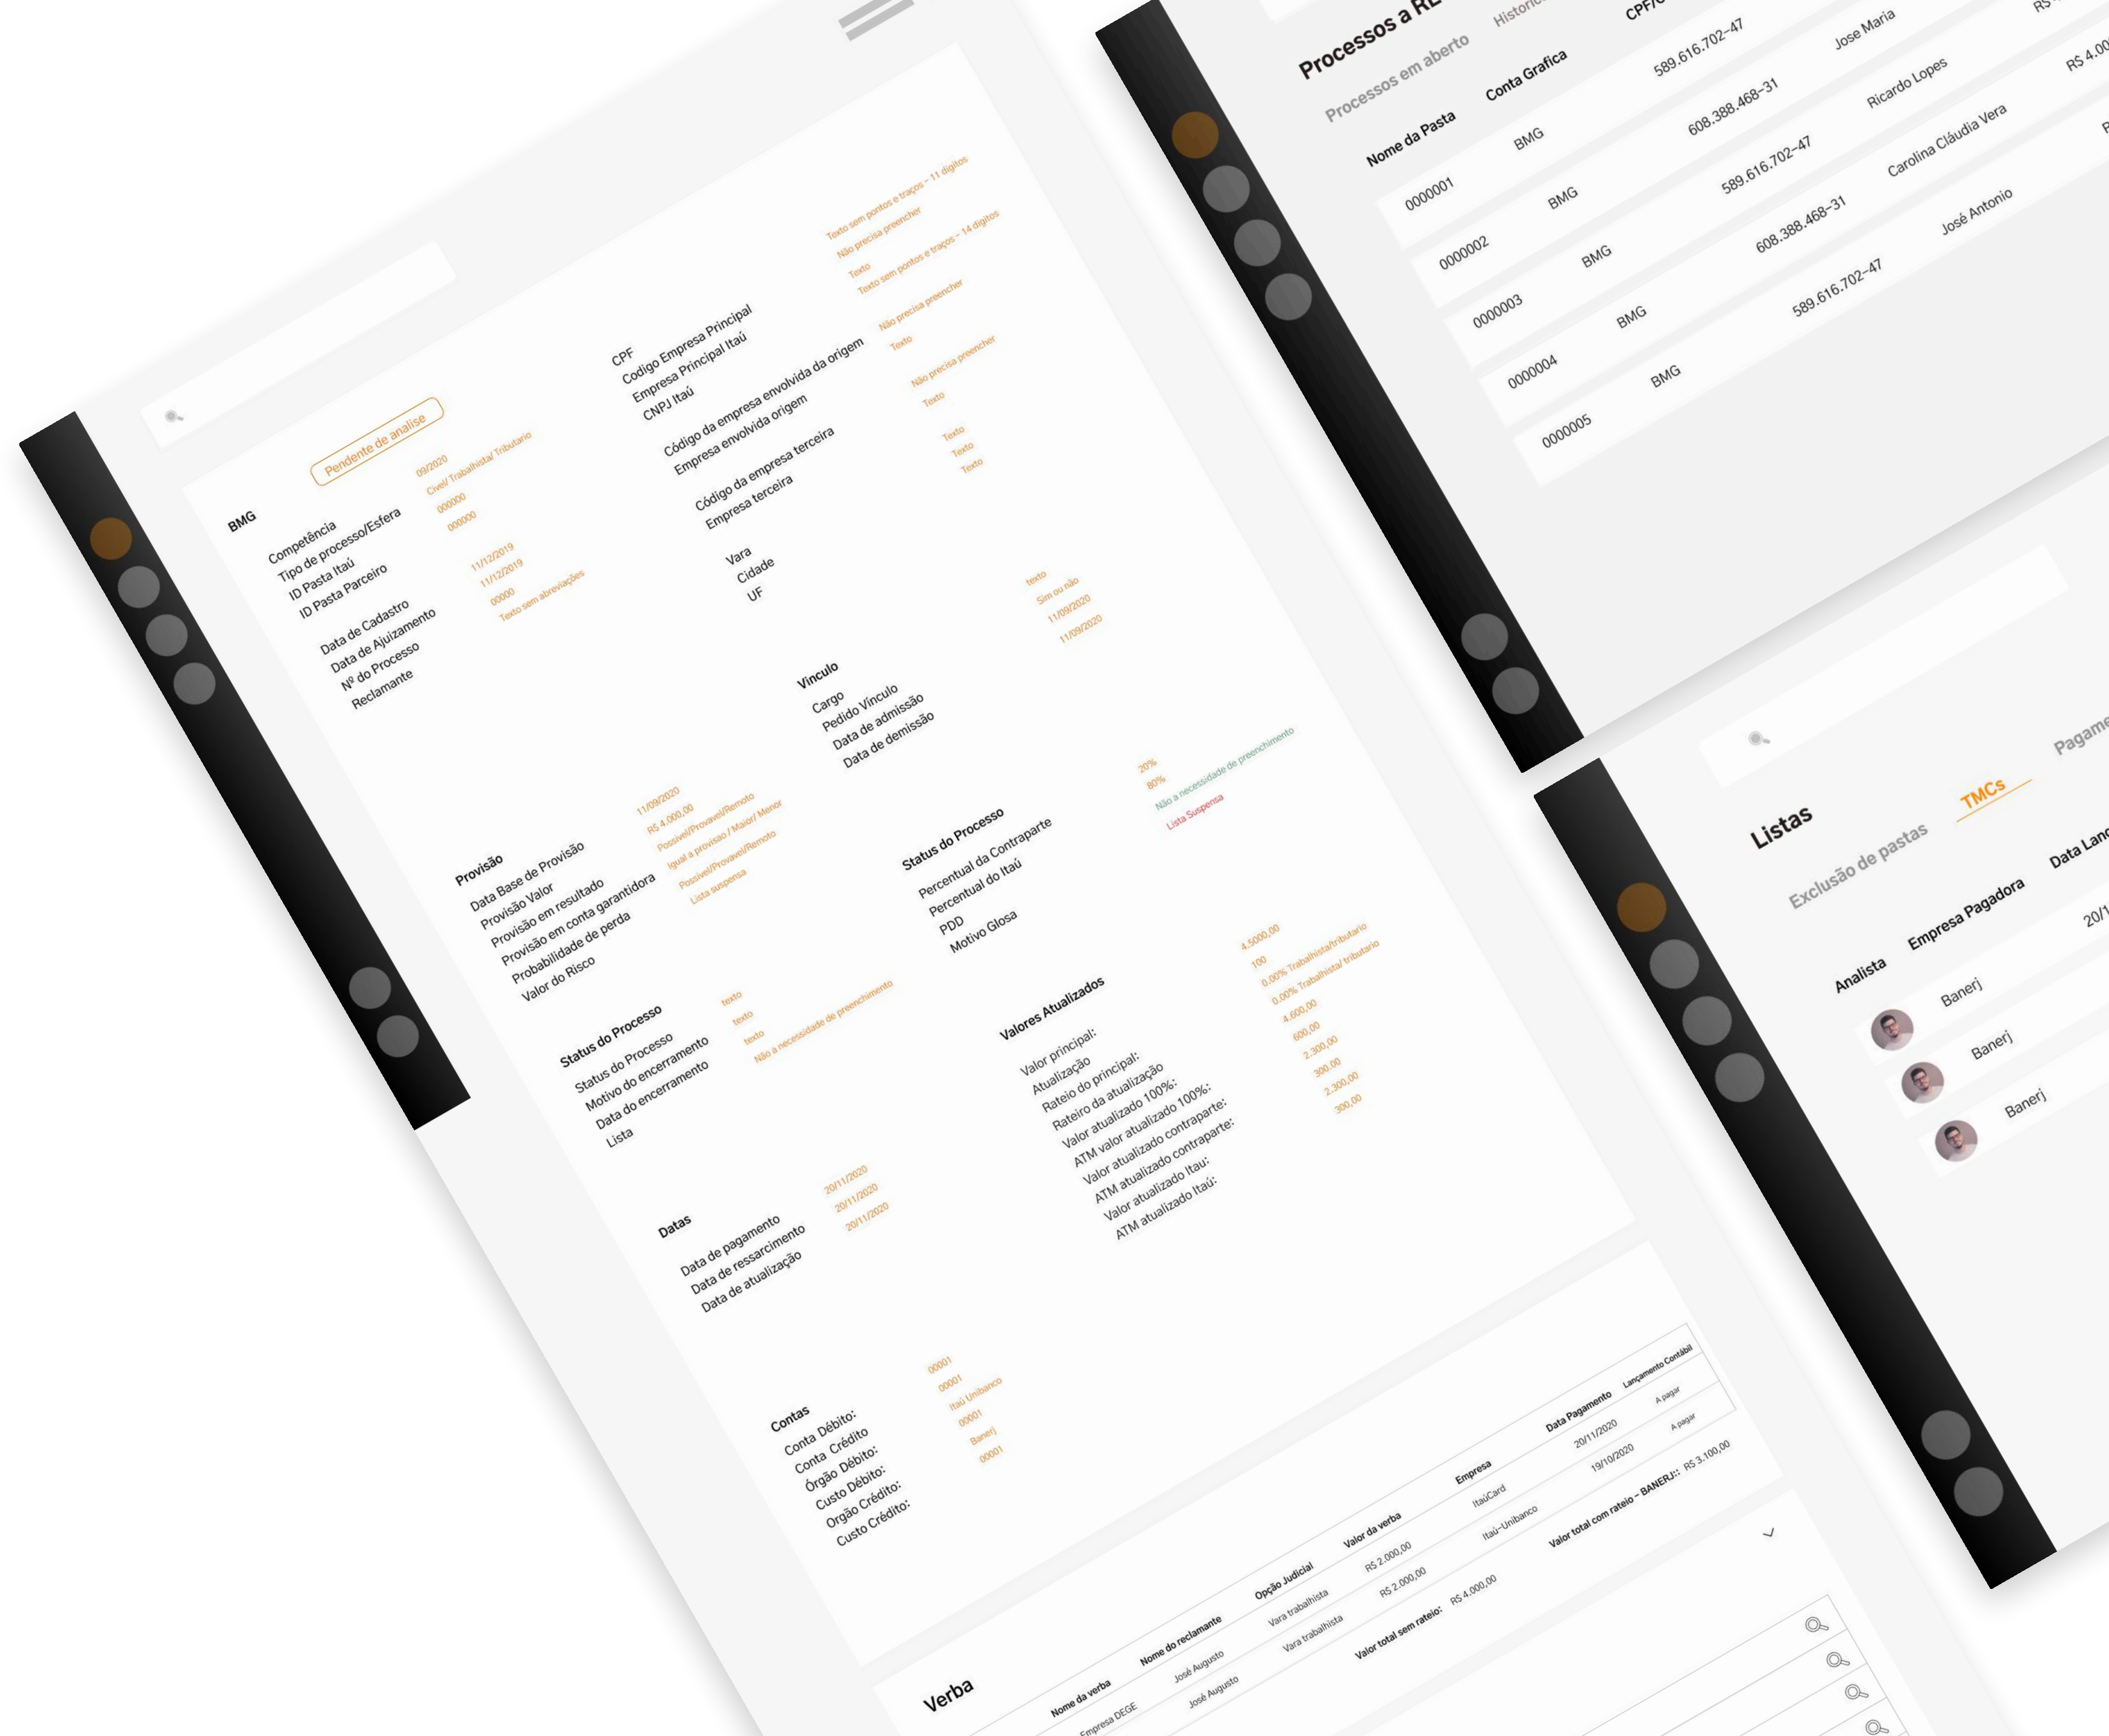 BMG
Pendente de analise
Competência 09/2020
Tipo de processo/Esfera Civel/ Trabalhista/ Tributario
ID Pasta Itaú 000000
ID Pasta Parceiro 000000
Data de Cadastro 11/12/2019
Data de Ajuizamento 11/12/2019
Nº do Processo 00000
Reclamante Texto sem abreviações
CPF Texto sem pontos e traços - 11 digitos
Codigo Empresa Principal Não precisa preencher
Empresa Principal Itaú Texto
CNPJ Itaú Texto sem pontos e traços - 14 digitos
Código da empresa envolvida da origem Não precisa preencher
Empresa envolvida origem Texto
Código da empresa terceira Não precisa preencher
Empresa terceira Texto
Vara Texto
Cidade Texto
UF Texto
Vinculo
Cargo texto
Pedido Vínculo Sim ou não
Data de admissão 11/09/2020
Data de demissão 11/09/2020
Provisão
Data Base de Provisão 11/09/2020
Provisão Valor R$ 4.000,00
Provisão em resultado Possivel/Provavel/Remoto
Provisão em conta garantidora Igual a provisao / Maior/ Menor
Probabilidade de perda Possivel/Provavel/Remoto
Valor do Risco Lista suspensa
Status do Processo
Percentual da Contraparte 20%
Percentual do Itaú 80%
PDD Não a necessidade de preenchimento
Motivo Glosa Lista Suspensa
Status do Processo
Status do Processo texto
Motivo do encerramento texto
Data do encerramento texto
Lista Não a necessidade de preenchimento
Valores Atualizados
Valor principal: 4.5000,00
Atualização 100
Rateio do principal: 0.00% Trabalhista/tributario
Rateiro da atualização 0.00% Trabalhista/ tributario
Valor atualizado 100%: 4.600,00
ATM valor atualizado 100%: 600,00
Valor atualizado contraparte: 2.300,00
ATM atualizado contraparte: 300.00
Valor atualizado Itau: 2.300,00
ATM atualizado Itaú: 300,00
Datas
Data de pagamento 20/11/2020
Data de ressarcimento 20/11/2020
Data de atualização 20/11/2020
Contas
Conta Débito: 00001
Conta Crédito 00001
Órgão Débito: Itaú Unibanco
Custo Débito: 00001
Orgão Crédito: Banerj
Custo Crédito: 00001
Verba
Nome da verba Nome do reclamante Opção Judicial Valor da verba Empresa Data Pagamento Lançamento Contábil
Empresa DEGE José Augusto Vara trabalhista R$ 2.000,00 ItaúCard 20/11/2020 A pagar
José Augusto Vara trabalhista R$ 2.000,00 Itaú-Unibanco 19/10/2020 A pagar
Valor total sem rateio: R$ 4.000,00 Valor total com rateio - BANERJ:: R$ 3.100,00
Processos a
Processos em aberto
Nome da Pasta Conta Grafica
0000001 BMG 589.616.702-47 Jose Maria
0000002 BMG 608.388.468-31 Ricardo Lopes
0000003 BMG 589.616.702-47 Carolina Cláudia Vera
0000004 BMG 608.388.468-31 José Antonio
0000005 BMG 589.616.702-47
Listas
Exclusão de pastas TMCs
Analista Empresa Pagadora Data
Banerj
Banerj
Banerj